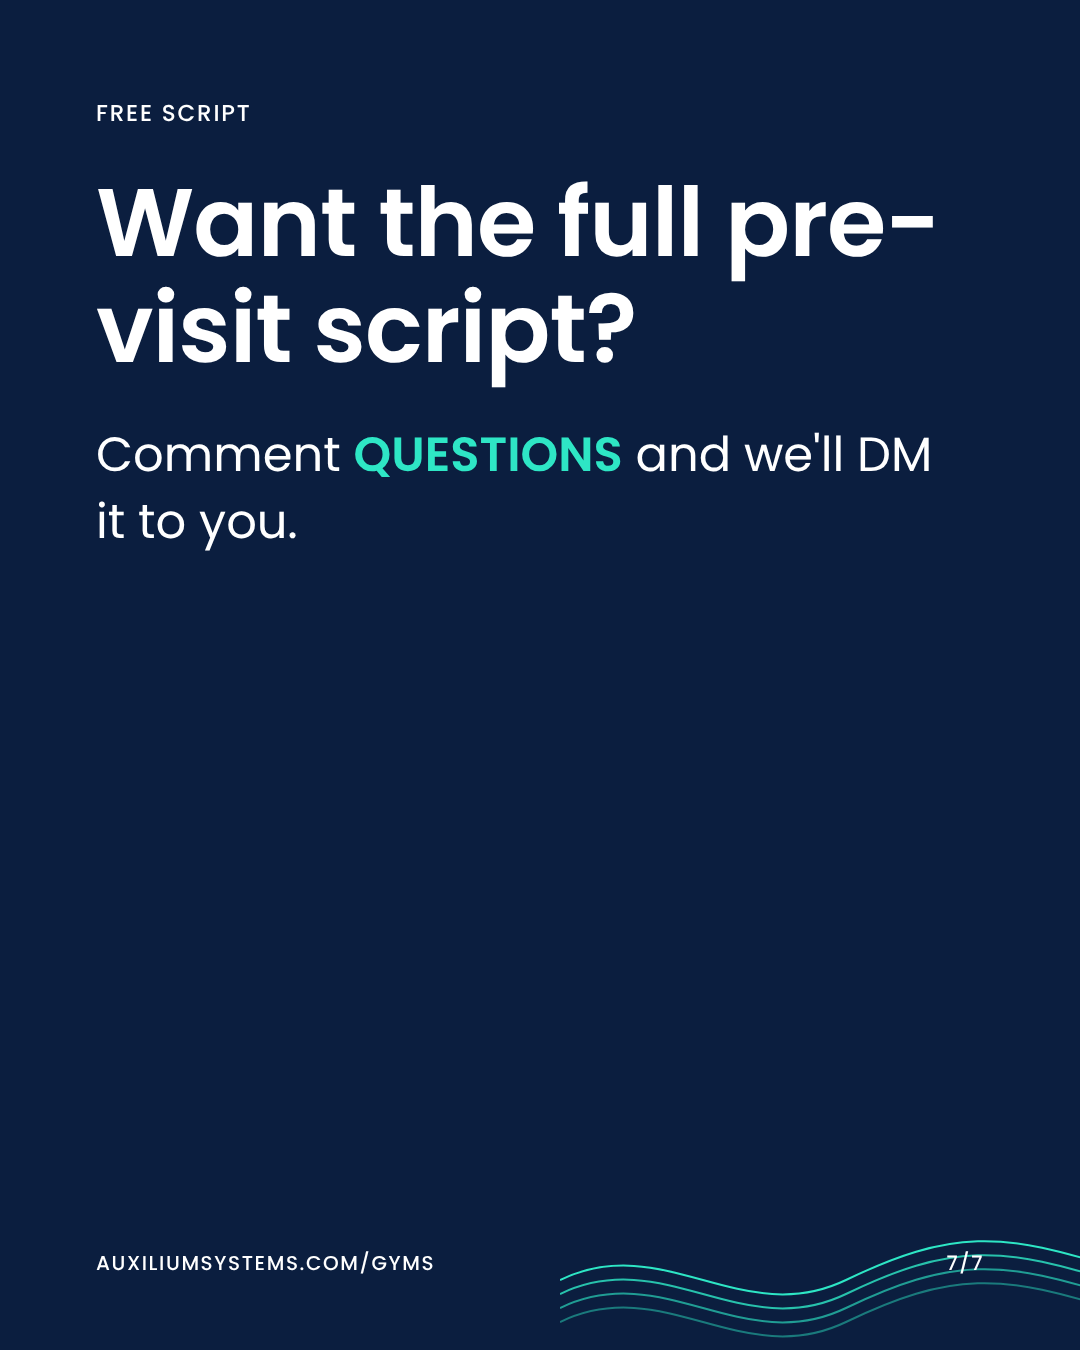 FREE SCRIPT
Want the full pre-
visit script?
Comment QUESTIONS and we'll DM
it to you.
AUXILIUMSYSTEMS.COM/GYMS
7/7